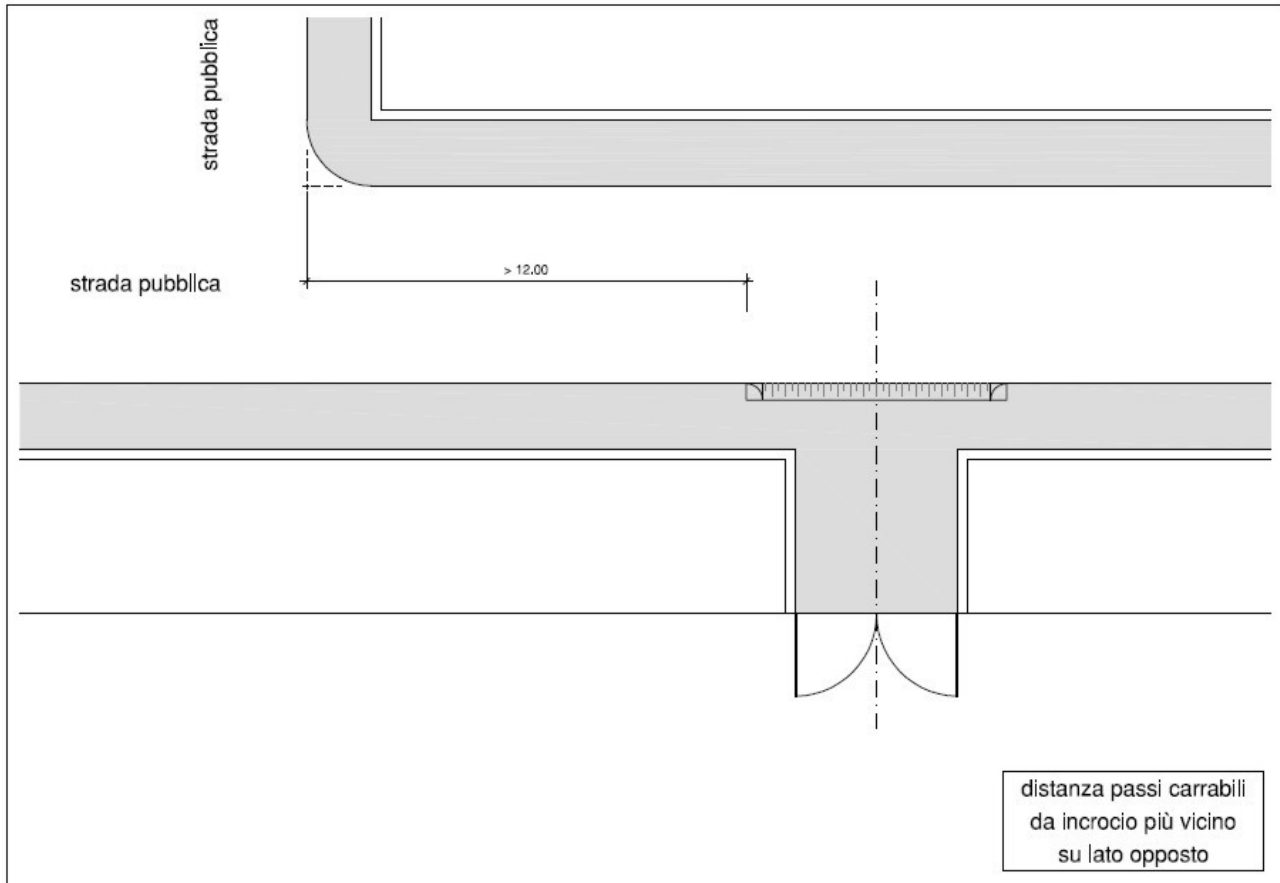 strada pubblica
strada pubblica
> 12.00
distanza passi carrabili
da incrocio più vicino
su lato opposto